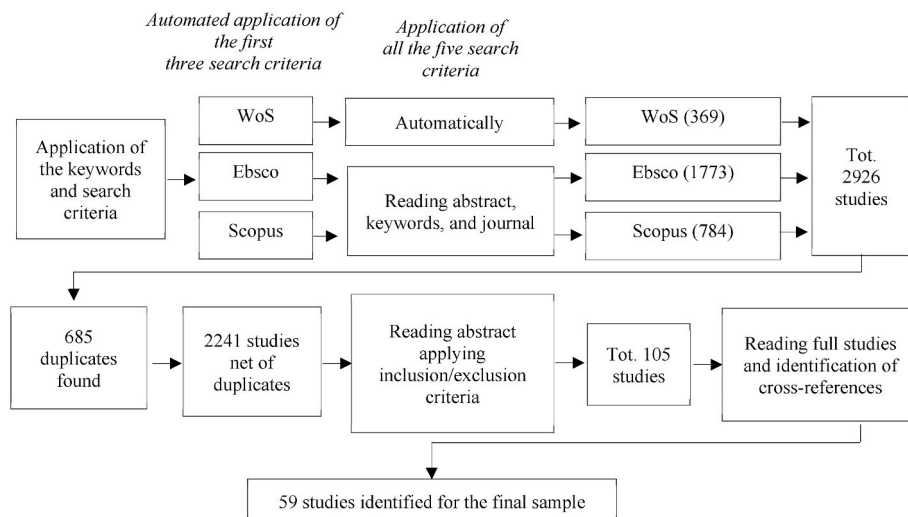 Automated application of
the first
three search criteria
Application of
all the five search
criteria
Application of
the keywords
and search
criteria
WoS
Ebsco
Scopus
Automatically
Reading abstract,
keywords, and journal
WoS (369)
Ebsco (1773)
Scopus (784)
Tot.
2926
studies
685
duplicates
found
2241 studies
net of
duplicates
Reading abstract
applying
inclusion/exclusion
criteria
Tot. 105
studies
Reading full studies
and identification of
cross-references
59 studies identified for the final sample